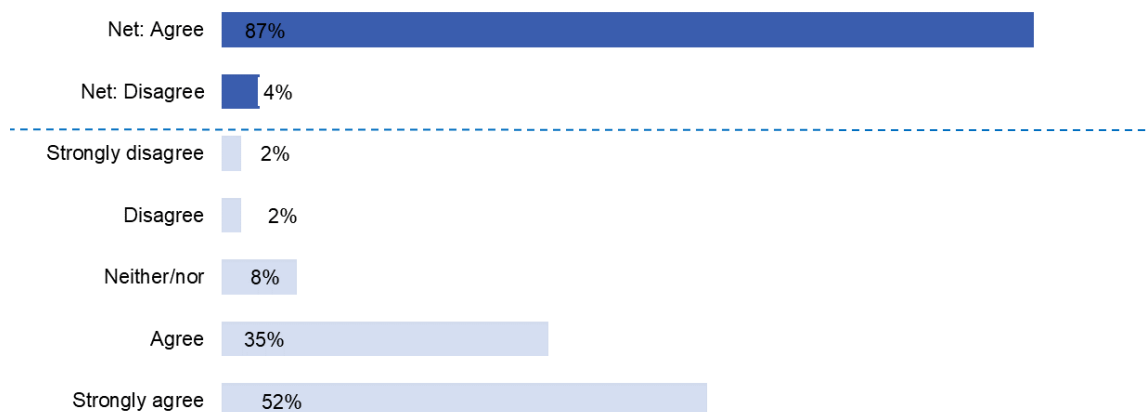 Net: Agree 87%
Net: Disagree 4%
Strongly disagree 2%
Disagree 2%
Neither/nor 8%
Agree 35%
Strongly agree 52%